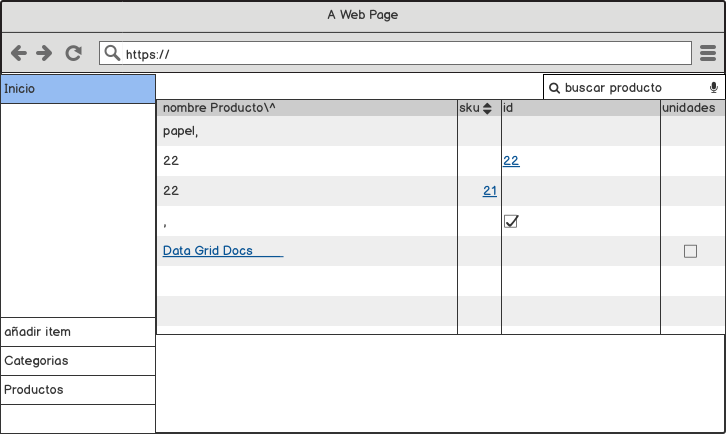 A Web Page
https://
Inicio
buscar producto
nombre Producto\^ sku id unidades
papel,
22 22
22 21
,
Data Grid Docs
añadir item
Categorias
Productos